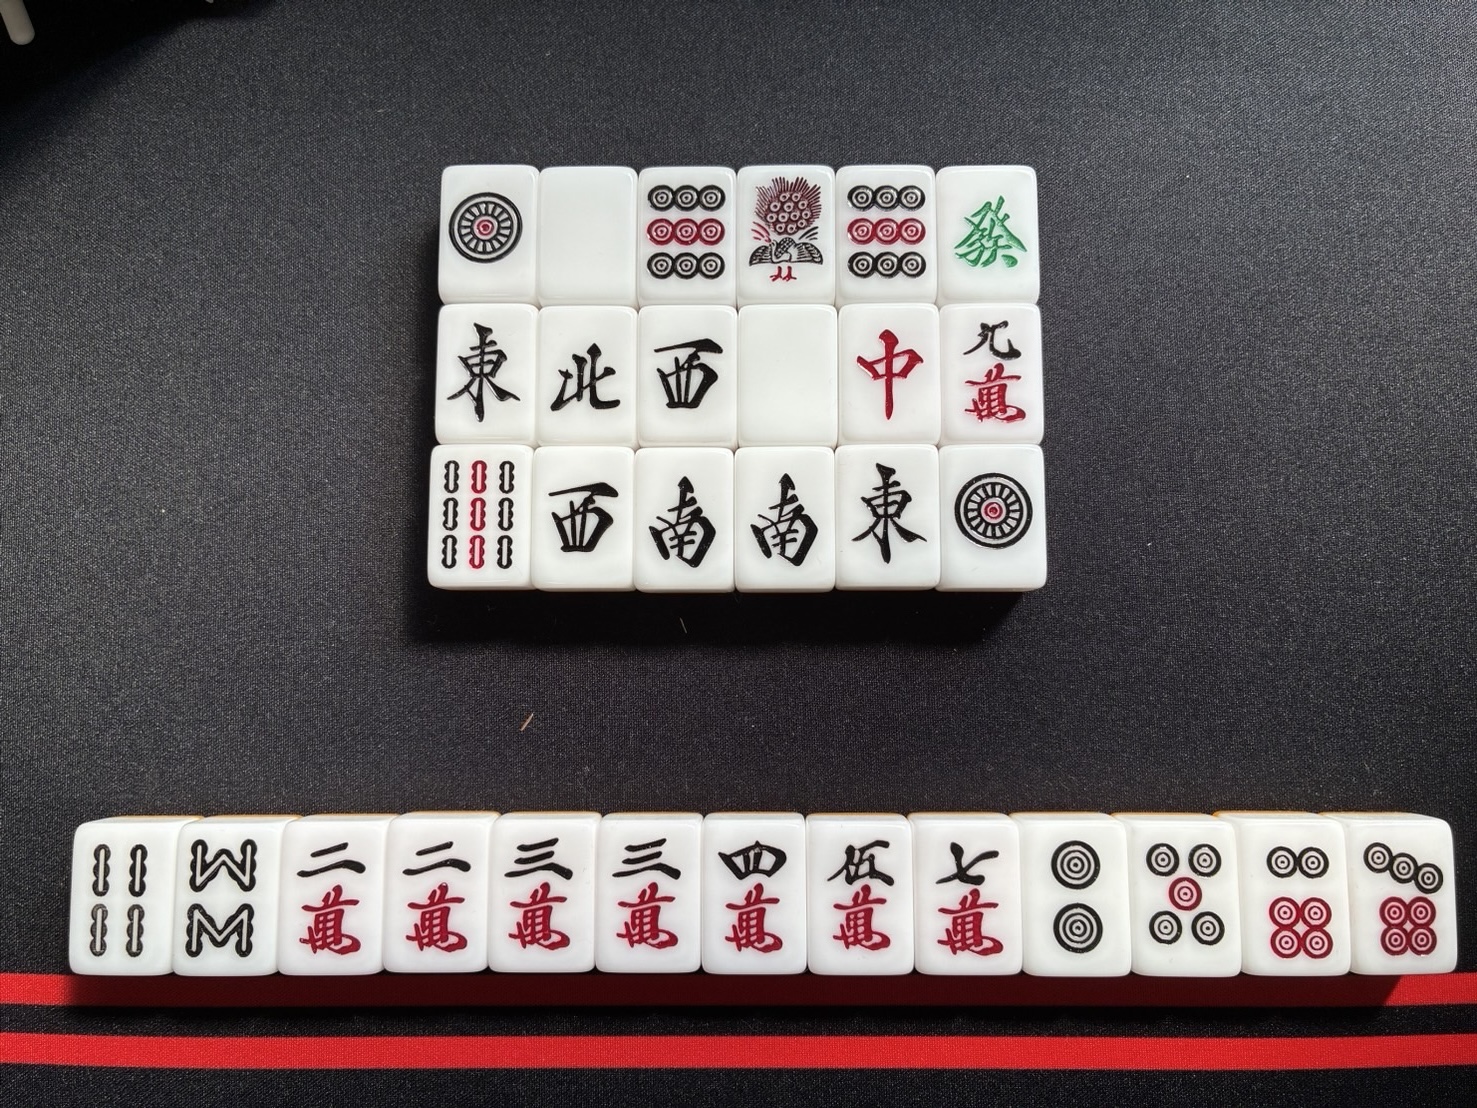 發
東 北 西 中 九萬
西 南 南 東
二萬 二萬 三萬 三萬 四萬 伍萬 七萬